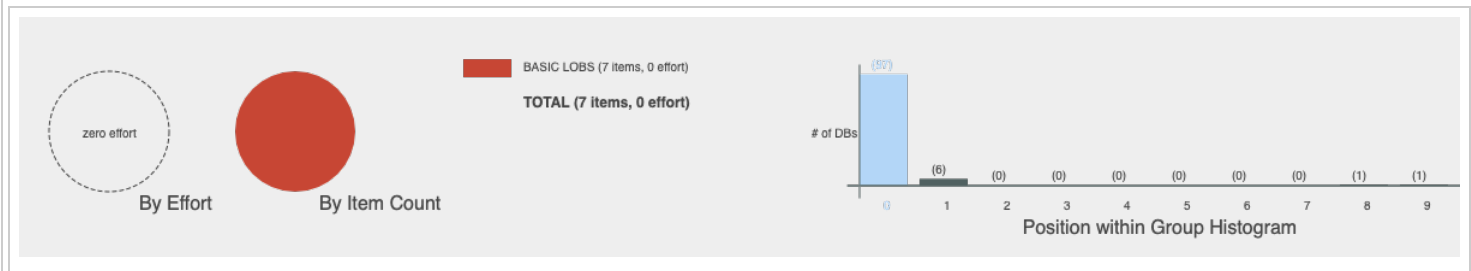 zero effort
By Effort
By Item Count
BASIC LOBS (7 items, 0 effort)
TOTAL (7 items, 0 effort)
# of DBs
(97)
(6)
(0)
(0)
(0)
(0)
(0)
(0)
(1)
(1)
0
1
2
3
4
5
6
7
8
9
Position within Group Histogram